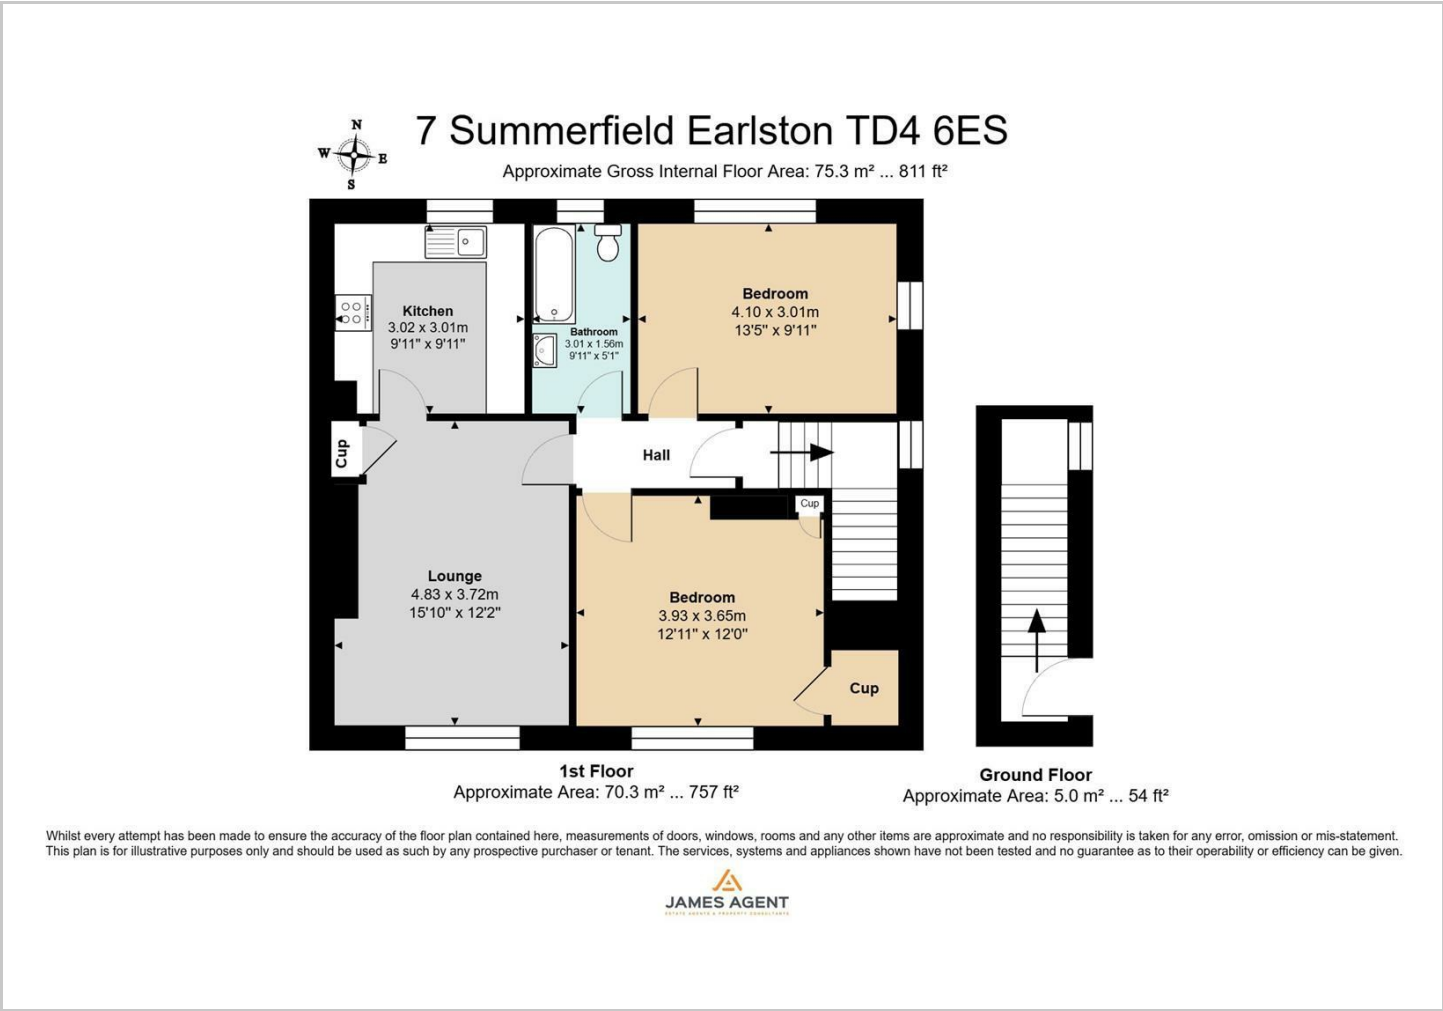 N
W E
S
7 Summerfield Earlston TD4 6ES
Approximate Gross Internal Floor Area: 75.3 m² ... 811 ft²
Kitchen
3.02 x 3.01m
9'11" x 9'11"
Bathroom
3.01 x 1.56m
9'11" x 5'1"
Bedroom
4.10 x 3.01m
13'5" x 9'11"
Cup
Hall
Cup
Lounge
4.83 x 3.72m
15'10" x 12'2"
Bedroom
3.93 x 3.65m
12'11" x 12'0"
Cup
1st Floor
Approximate Area: 70.3 m² ... 757 ft²
Ground Floor
Approximate Area: 5.0 m² ... 54 ft²
Whilst every attempt has been made to ensure the accuracy of the floor plan contained here, measurements of doors, windows, rooms and any other items are approximate and no responsibility is taken for any error, omission or mis-statement.
This plan is for illustrative purposes only and should be used as such by any prospective purchaser or tenant. The services, systems and appliances shown have not been tested and no guarantee as to their operability or efficiency can be given.
JAMES AGENT
ESTATE AGENTS & PROPERTY CONSULTANTS